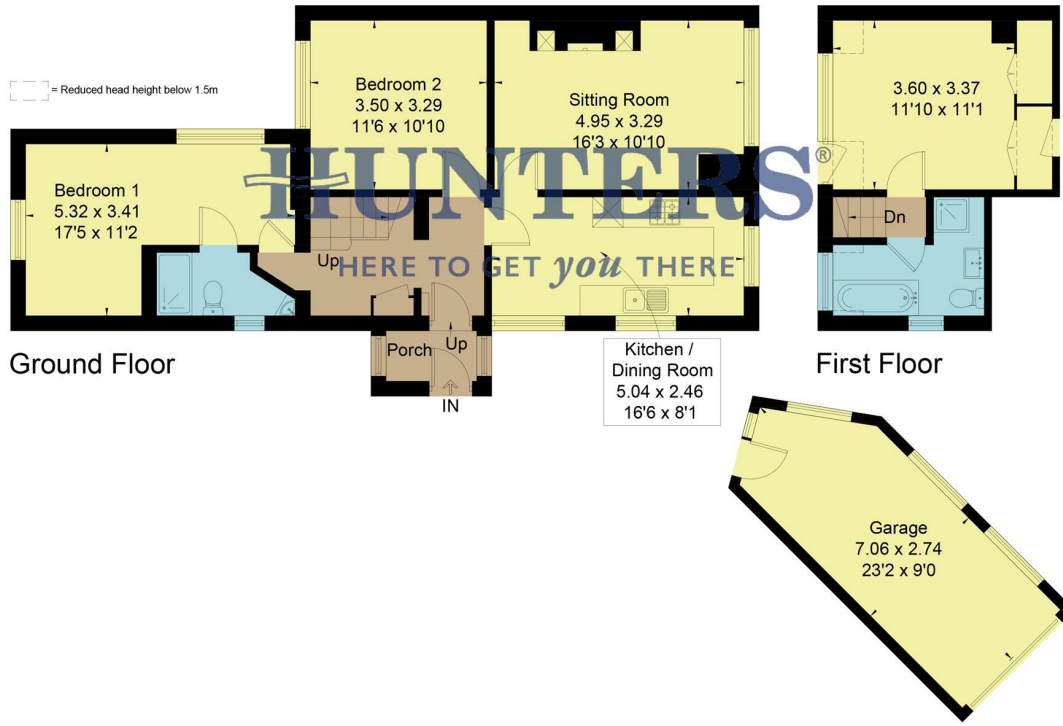 = Reduced head height below 1.5m
Bedroom 2
3.50 x 3.29
11'6 x 10'10
Sitting Room
4.95 x 3.29
16'3 x 10'10
3.60 x 3.37
11'10 x 11'1
HUNTERS®
HERE TO GET you THERE
Bedroom 1
5.32 x 3.41
17'5 x 11'2
Up
Dn
Porch
Up
IN
Kitchen /
Dining Room
5.04 x 2.46
16'6 x 8'1
Ground Floor
First Floor
Garage
7.06 x 2.74
23'2 x 9'0